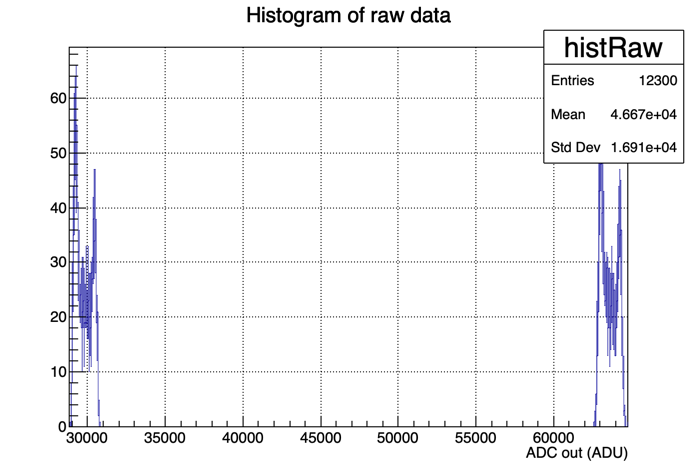 Histogram of raw data
histRaw
Entries 12300
Mean 4.667e+04
Std Dev 1.691e+04
60
50
40
30
20
10
0
30000 35000 40000 45000 50000 55000 60000
ADC out (ADU)